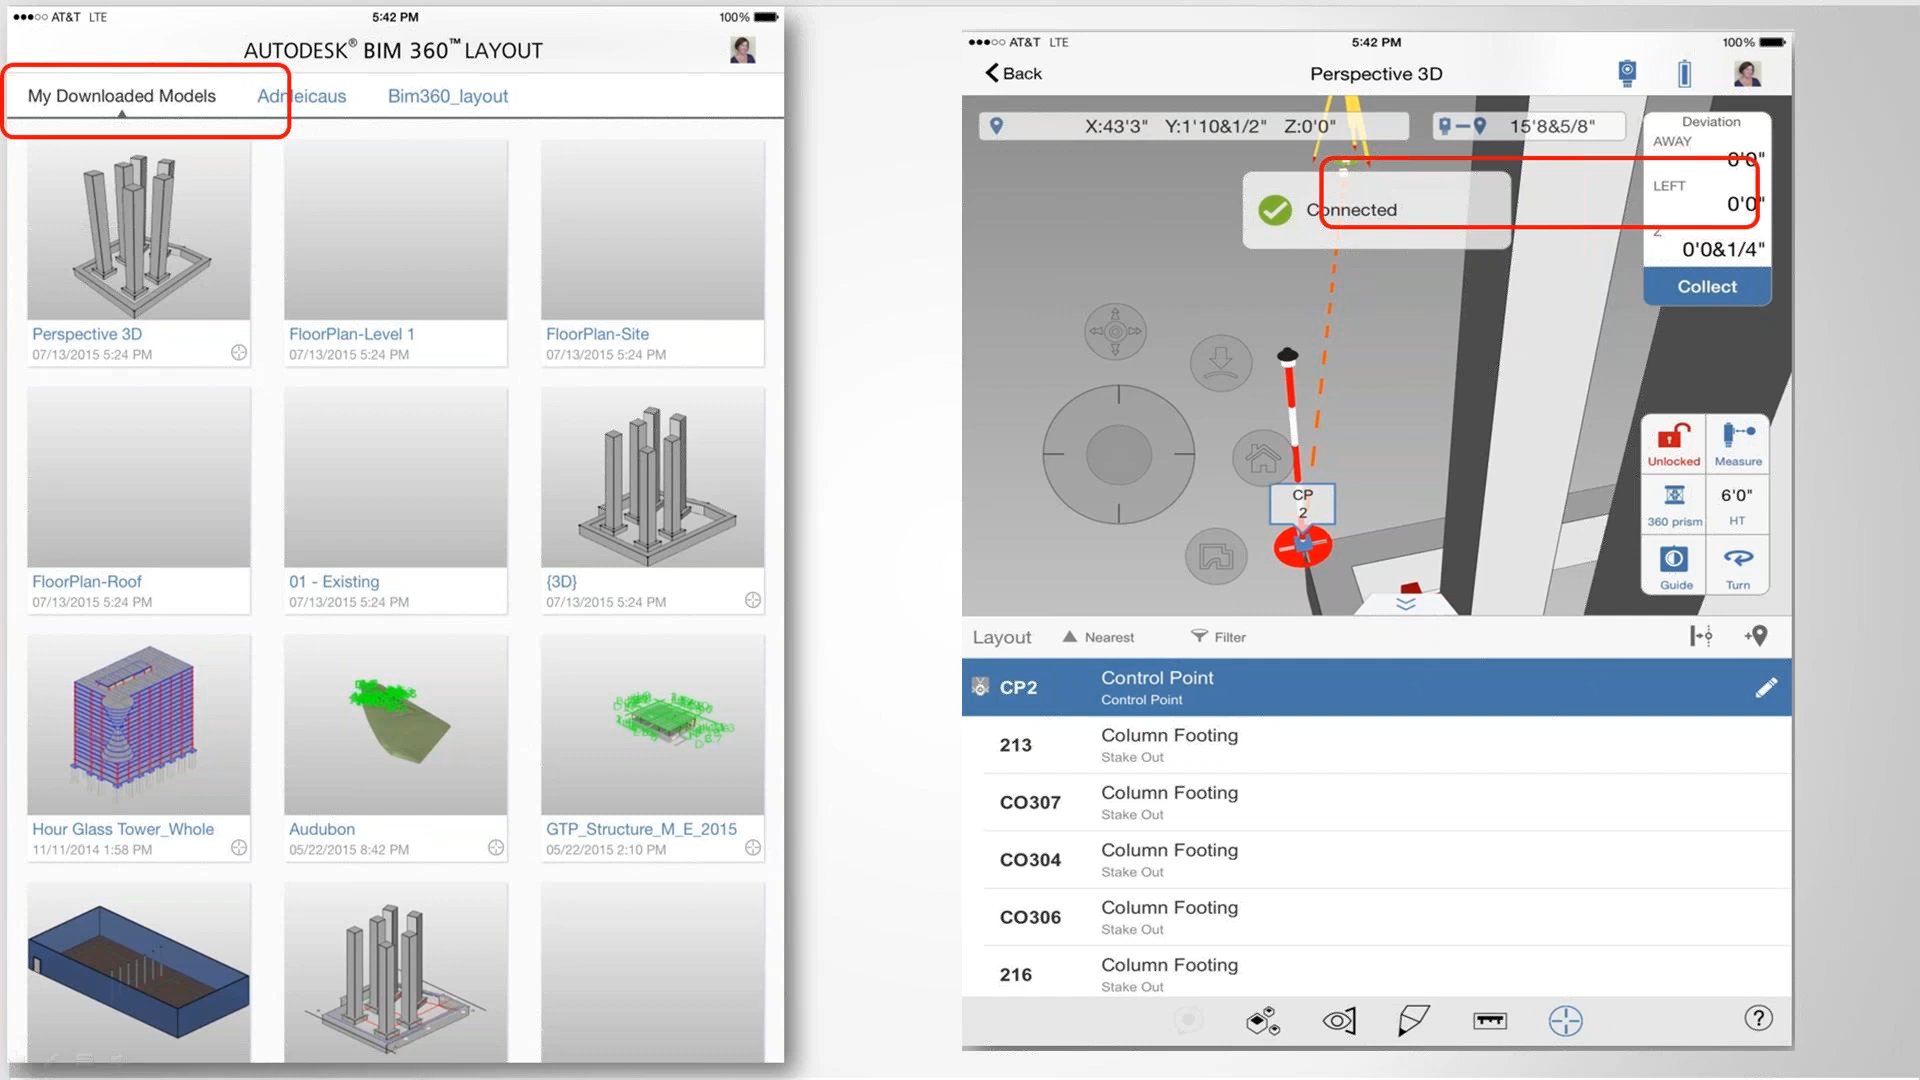 ●●●○○ AT&T LTE 5:42 PM 100%
AUTODESK® BIM 360™ LAYOUT
My Downloaded Models Bim360_layout
Perspective 3D
07/13/2015 5:24 PM
FloorPlan-Level 1
07/13/2015 5:24 PM
FloorPlan-Site
07/13/2015 5:24 PM
FloorPlan-Roof
07/13/2015 5:24 PM
01 - Existing
07/13/2015 5:24 PM
{3D}
07/13/2015 5:24 PM
Hour Glass Tower_Whole
11/11/2014 1:58 PM
Audubon
05/22/2015 8:42 PM
GTP_Structure_M_E_2015
05/22/2015 2:10 PM
●●●○○ AT&T LTE 5:42 PM 100%
Back Perspective 3D
X:43'3" Y:1'10&1/2" Z:0'0" 15'8&5/8"
Deviation
AWAY
0'0"
LEFT
0'0"
Z
0'0&1/4"
Collect
Connected
CP
2
Unlocked Measure
6'0"
360 prism HT
Guide Turn
Layout Nearest Filter
CP2 Control Point
Control Point
213 Column Footing
Stake Out
CO307 Column Footing
Stake Out
CO304 Column Footing
Stake Out
CO306 Column Footing
Stake Out
216 Column Footing
Stake Out
?